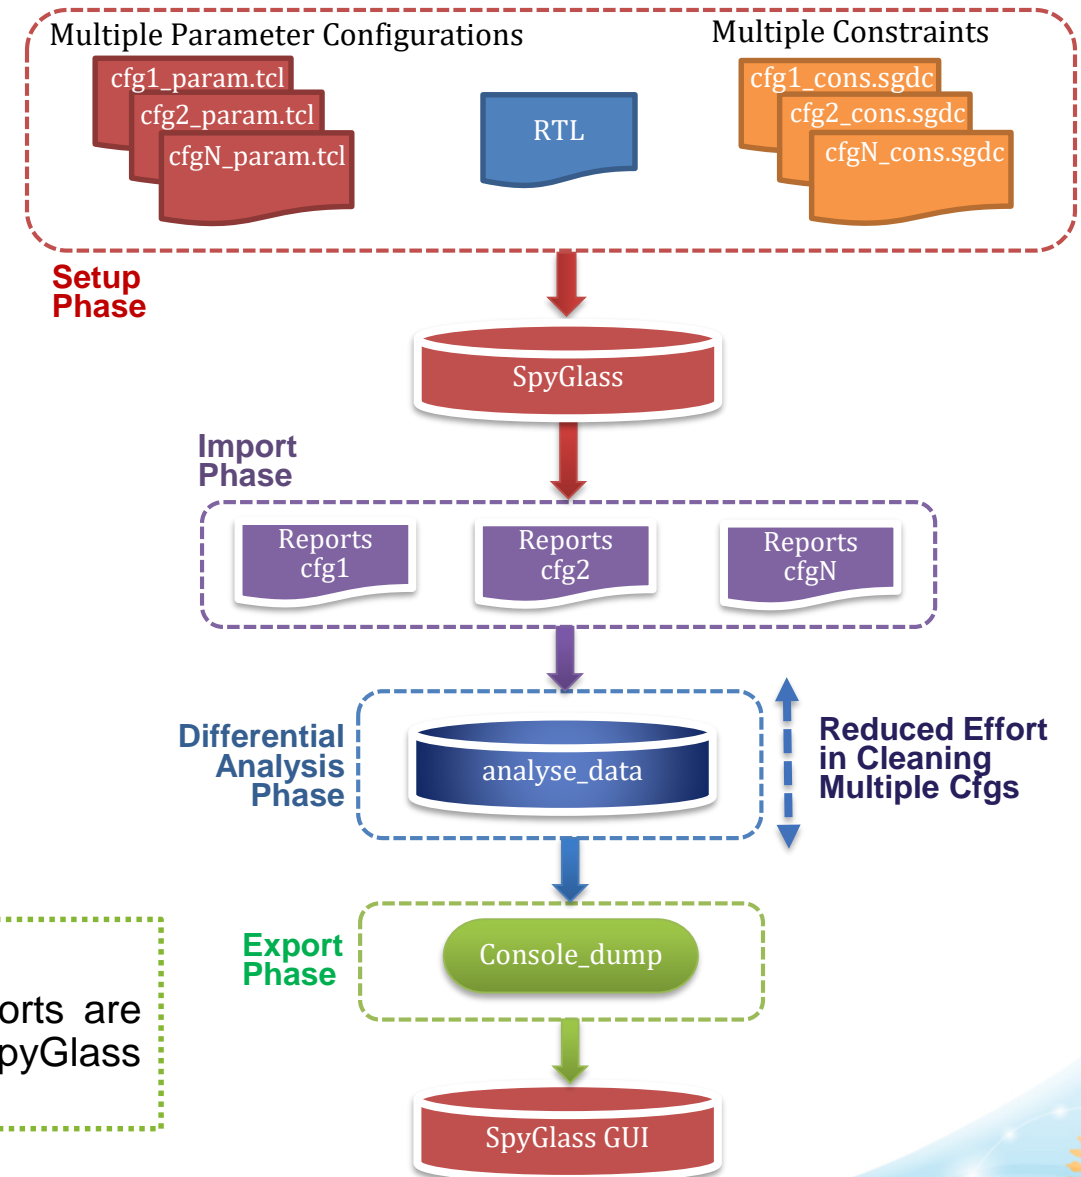 Multiple Parameter Configurations
Multiple Constraints
cfg1_param.tcl
cfg2_param.tcl
cfgN_param.tcl
RTL
cfg1_cons.sgdc
cfg2_cons.sgdc
cfgN_cons.sgdc
Setup
Phase
SpyGlass
Import
Phase
Reports
cfg1
Reports
cfg2
Reports
cfgN
Differential
Analysis
Phase
analyse_data
Reduced Effort
in Cleaning
Multiple Cfgs
Export
Phase
Console_dump
orts are
pyGlass
SpyGlass GUI